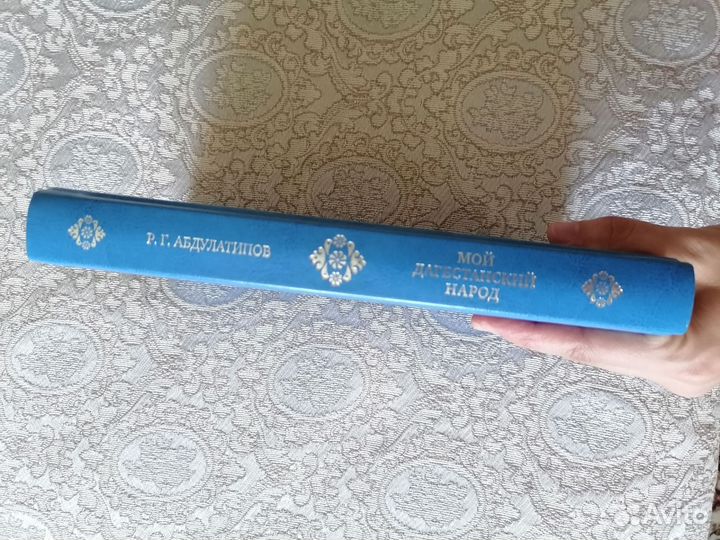 Р. Г. АБДУЛАТИПОВ
МОЙ
ДАГЕСТАНСКИЙ
НАРОД
Avito